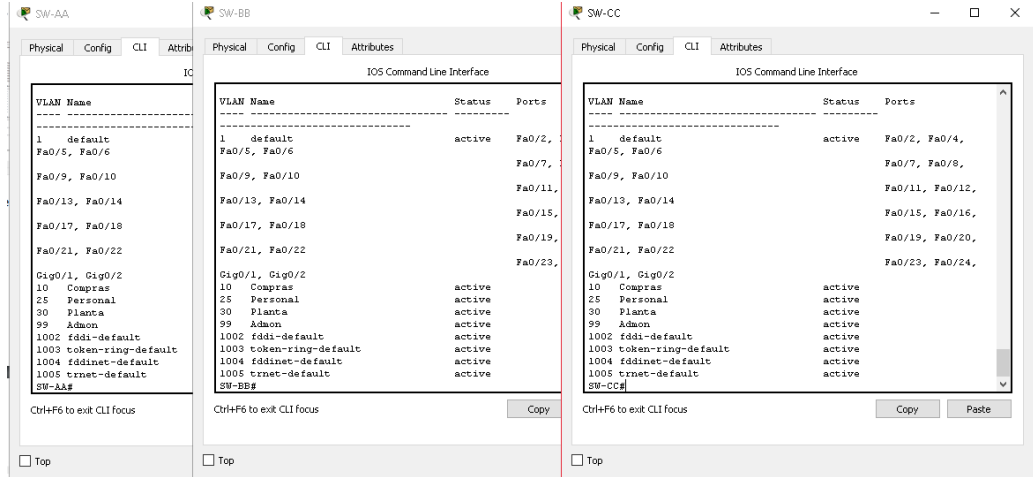 SW-AA
Physical Config CLI Attrib
IO
VLAN Name
---- --------------------
--------------------
1 default
Fa0/5, Fa0/6
Fa0/9, Fa0/10
Fa0/13, Fa0/14
Fa0/17, Fa0/18
Fa0/21, Fa0/22
Gig0/1, Gig0/2
10 Compras
25 Personal
30 Planta
99 Admon
1002 fddi-default
1003 token-ring-default
1004 fddinet-default
1005 trnet-default
SW-AA#
Ctrl+F6 to exit CLI focus
Top
SW-BB
Physical Config CLI Attributes
IOS Command Line Interface
VLAN Name Status Ports
---- -------------------------------- ---------
-------------------------------
1 default active Fa0/2,
Fa0/5, Fa0/6
Fa0/7,
Fa0/9, Fa0/10
Fa0/11,
Fa0/13, Fa0/14
Fa0/15,
Fa0/17, Fa0/18
Fa0/19,
Fa0/21, Fa0/22
Fa0/23,
Gig0/1, Gig0/2
10 Compras active
25 Personal active
30 Planta active
99 Admon active
1002 fddi-default active
1003 token-ring-default active
1004 fddinet-default active
1005 trnet-default active
SW-BB#
Ctrl+F6 to exit CLI focus Copy
Top
SW-CC
Physical Config CLI Attributes
IOS Command Line Interface
VLAN Name Status Ports
---- -------------------------------- ---------
-------------------------------
1 default active Fa0/2, Fa0/4,
Fa0/5, Fa0/6
Fa0/7, Fa0/8,
Fa0/9, Fa0/10
Fa0/11, Fa0/12,
Fa0/13, Fa0/14
Fa0/15, Fa0/16,
Fa0/17, Fa0/18
Fa0/19, Fa0/20,
Fa0/21, Fa0/22
Fa0/23, Fa0/24,
Gig0/1, Gig0/2
10 Compras active
25 Personal active
30 Planta active
99 Admon active
1002 fddi-default active
1003 token-ring-default active
1004 fddinet-default active
1005 trnet-default active
SW-CC#
Ctrl+F6 to exit CLI focus Copy Paste
Top